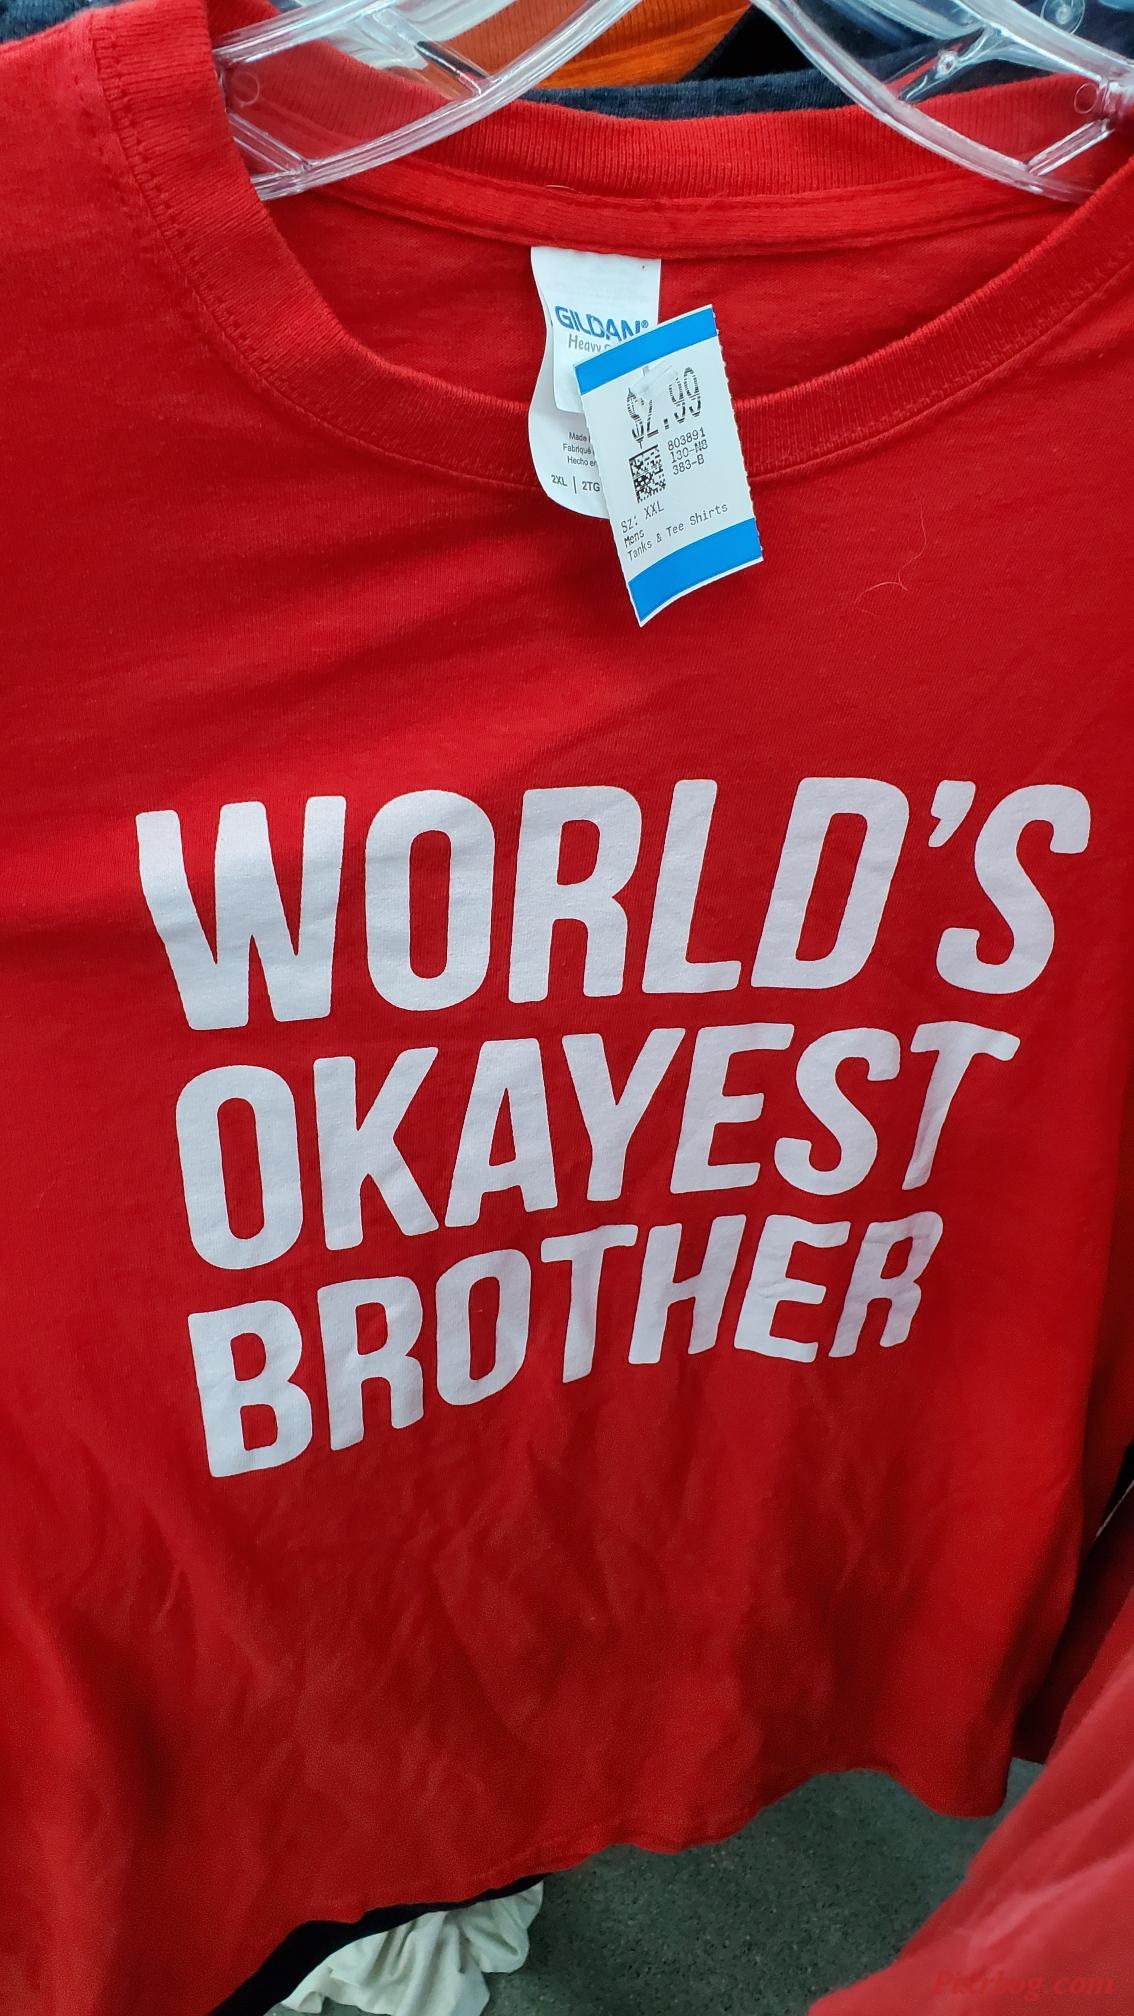 GILDAN®
Heavy
$2.99
803891
130-N8
383-B
Made
Fabriqué
Hecho en
2XL | 2TG
SZ: XXL
Mens
Tanks & Tee Shirts
WORLD'S
OKAYEST
BROTHER